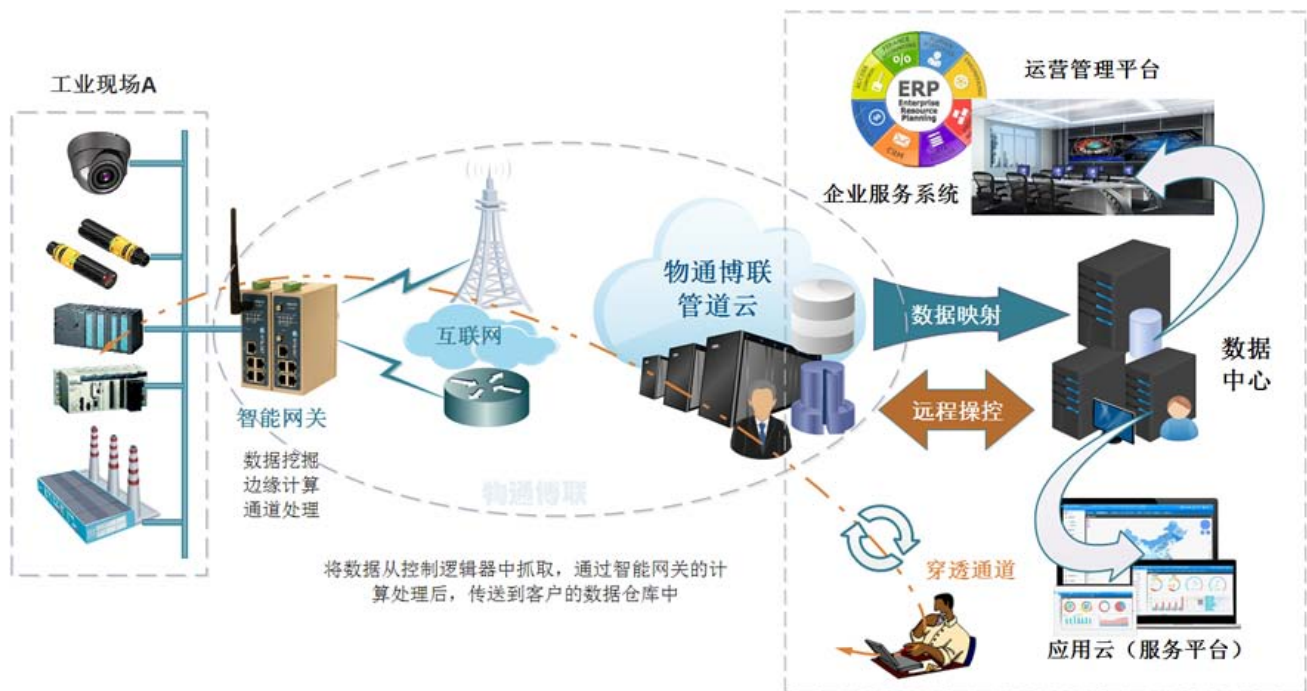 工业现场A
智能网关
数据挖掘
边缘计算
通道处理
互联网
物通博联
管道云
物通博联
将数据从控制逻辑器中抓取，通过智能网关的计
算处理后，传送到客户的数据仓库中
ERP
Enterprise
Resource
Planning
CRM
企业服务系统
运营管理平台
数据映射
远程操控
数据
中心
穿透通道
应用云（服务平台）